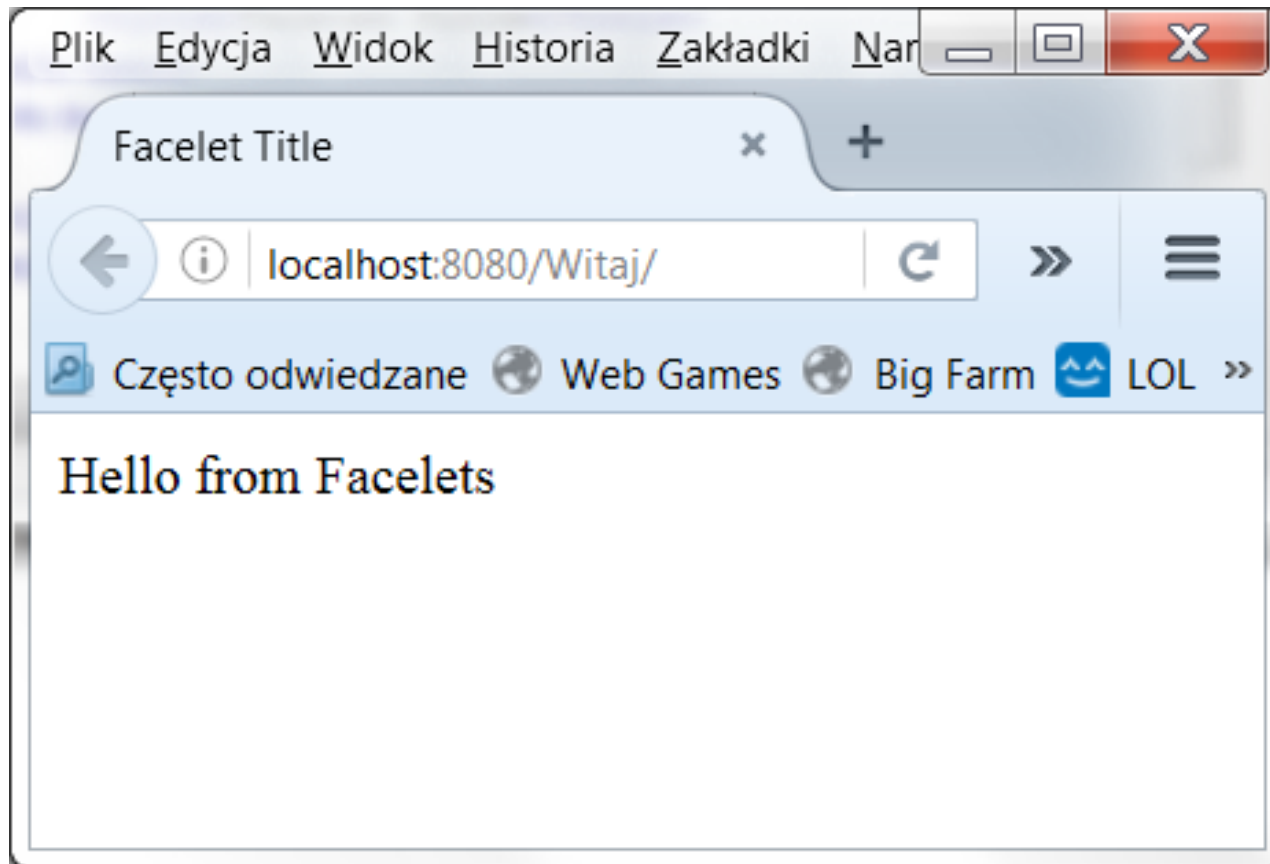 Plik Edycja Widok Historia Zakładki Nar
Facelet Title
localhost:8080/Witaj/
Często odwiedzane Web Games Big Farm LOL
Hello from Facelets